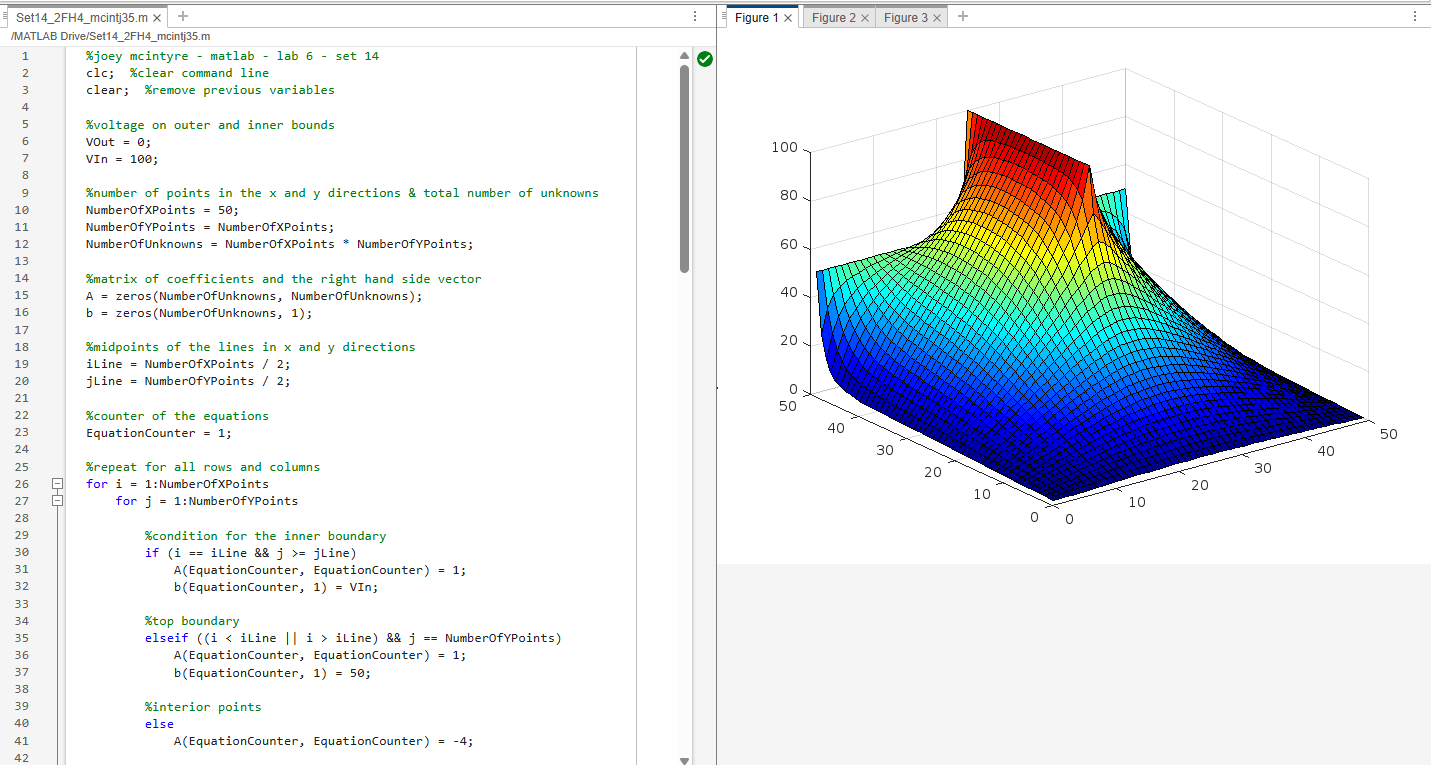 Set14_2FH4_mcintj35.m × +
/MATLAB Drive/Set14_2FH4_mcintj35.m
1 %joey mcintyre - matlab - lab 6 - set 14
2 clc; %clear command line
3 clear; %remove previous variables
4
5 %voltage on outer and inner bounds
6 VOut = 0;
7 VIn = 100;
8
9 %number of points in the x and y directions & total number of unknowns
10 NumberOfXPoints = 50;
11 NumberOfYPoints = NumberOfXPoints;
12 NumberOfUnknowns = NumberOfXPoints * NumberOfYPoints;
13
14 %matrix of coefficients and the right hand side vector
15 A = zeros(NumberOfUnknowns, NumberOfUnknowns);
16 b = zeros(NumberOfUnknowns, 1);
17
18 %midpoints of the lines in x and y directions
19 iLine = NumberOfXPoints / 2;
20 jLine = NumberOfYPoints / 2;
21
22 %counter of the equations
23 EquationCounter = 1;
24
25 %repeat for all rows and columns
26 for i = 1:NumberOfXPoints
27 for j = 1:NumberOfYPoints
28
29 %condition for the inner boundary
30 if (i == iLine && j >= jLine)
31 A(EquationCounter, EquationCounter) = 1;
32 b(EquationCounter, 1) = VIn;
33
34 %top boundary
35 elseif ((i < iLine || i > iLine) && j == NumberOfYPoints)
36 A(EquationCounter, EquationCounter) = 1;
37 b(EquationCounter, 1) = 50;
38
39 %interior points
40 else
41 A(EquationCounter, EquationCounter) = -4;
42
Figure 1 × Figure 2 × Figure 3 × +
100
80
60
40
20
0
50
40
30
20
10
0
0
10
20
30
40
50